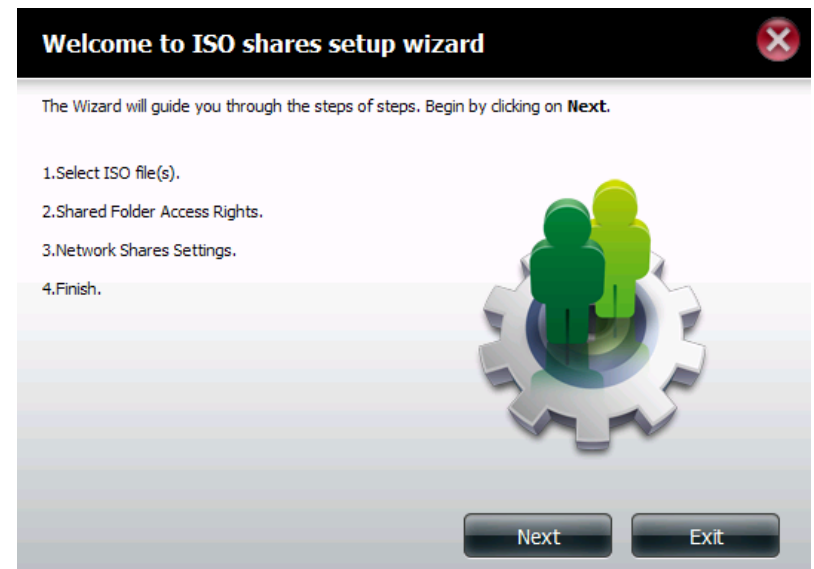 Welcome to ISO shares setup wizard
The Wizard will guide you through the steps of steps. Begin by clicking on Next.
1.Select ISO file(s).
2.Shared Folder Access Rights.
3.Network Shares Settings.
4.Finish.
Next Exit